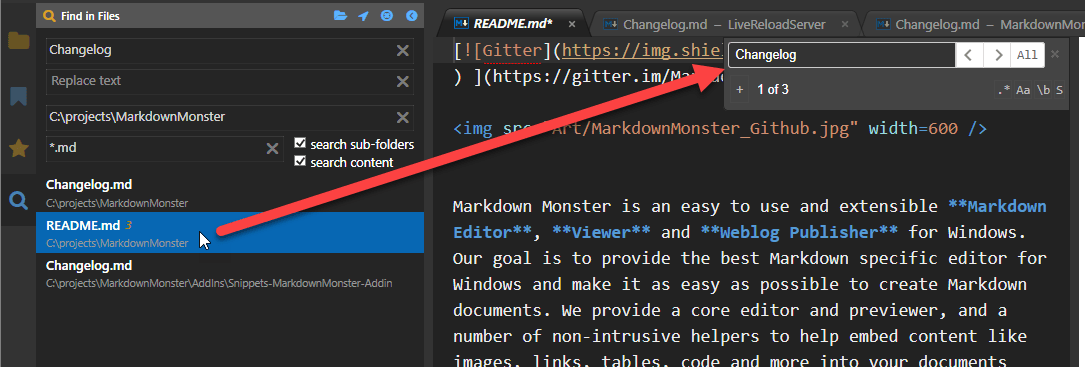 Find in Files
Changelog
Replace text
C:\projects\MarkdownMonster
*.md
search sub-folders
search content
Changelog.md
C:\projects\MarkdownMonster
README.md 3
C:\projects\MarkdownMonster
Changelog.md
C:\projects\MarkdownMonster\AddIns\Snippets-MarkdownMonster-Addin
README.md*
Changelog.md – LiveReloadServer
Changelog.md – MarkdownMon
Changelog
All
+ 1 of 3
.* Aa \b S
[![Gitter](https://img.shiel
) ](https://gitter.im/Ma
<img src="Art/MarkdownMonster_Github.jpg" width=600 />
Markdown Monster is an easy to use and extensible **Markdown
Editor**, **Viewer** and **Weblog Publisher** for Windows.
Our goal is to provide the best Markdown specific editor for
Windows and make it as easy as possible to create Markdown
documents. We provide a core editor and previewer, and a
number of non-intrusive helpers to help embed content like
images, links, tables, code and more into your documents